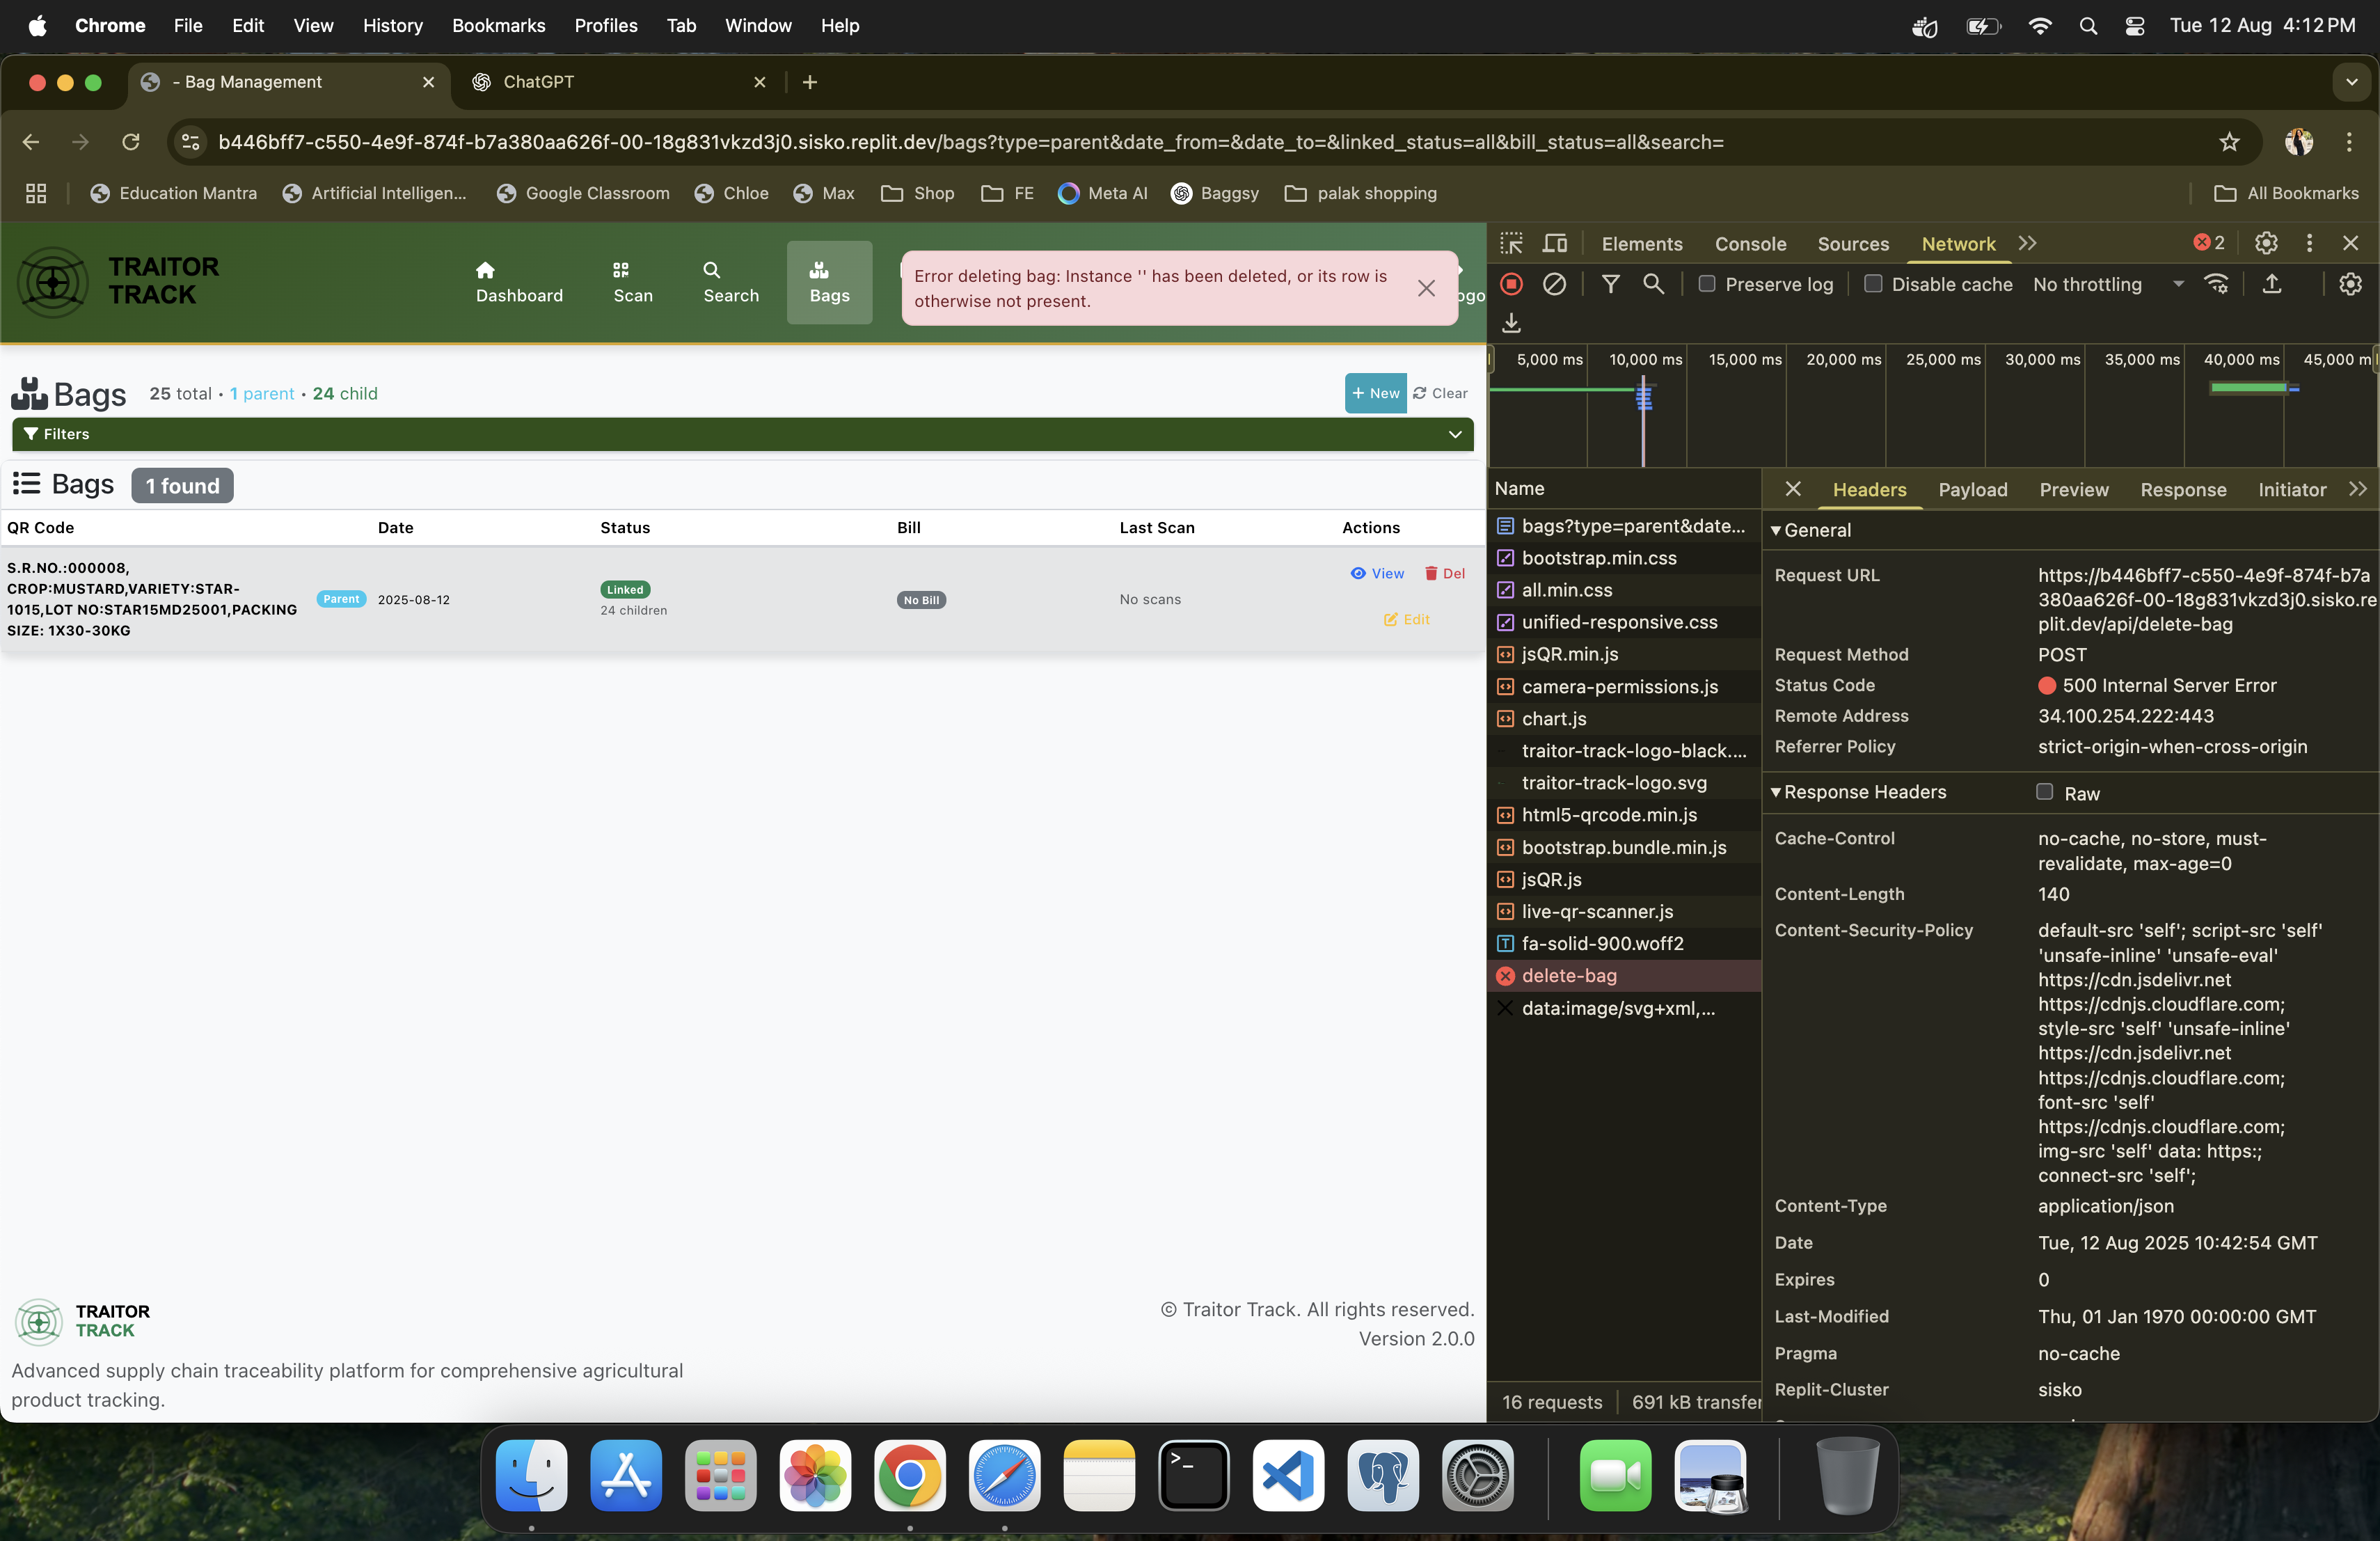 Chrome File Edit View History Bookmarks Profiles Tab Window Help Tue 12 Aug 4:12 PM
- Bag Management
ChatGPT
b446bff7-c550-4e9f-874f-b7a380aa626f-00-18g831vkzd3j0.sisko.replit.dev/bags?type=parent&date_from=&date_to=&linked_status=all&bill_status=all&search=
Education Mantra Artificial Intelligen... Google Classroom Chloe Max Shop FE Meta AI Baggsy palak shopping All Bookmarks
TRAITOR
TRACK
Dashboard Scan Search Bags
Error deleting bag: Instance '' has been deleted, or its row is
otherwise not present.
ogo
Bags 25 total • 1 parent • 24 child
+ New Clear
Filters
Bags 1 found
QR Code Date Status Bill Last Scan Actions
S.R.NO.:000008,
CROP:MUSTARD,VARIETY:STAR-
1015,LOT NO:STAR15MD25001,PACKING
SIZE: 1X30-30KG
Parent 2025-08-12
Linked
24 children
No Bill
No scans
View Del
Edit
TRAITOR
TRACK
Advanced supply chain traceability platform for comprehensive agricultural
product tracking.
© Traitor Track. All rights reserved.
Version 2.0.0
Elements Console Sources Network 2
Preserve log Disable cache No throttling
5,000 ms 10,000 ms 15,000 ms 20,000 ms 25,000 ms 30,000 ms 35,000 ms 40,000 ms 45,000 m
Name
bags?type=parent&date...
bootstrap.min.css
all.min.css
unified-responsive.css
jsQR.min.js
camera-permissions.js
chart.js
traitor-track-logo-black....
traitor-track-logo.svg
html5-qrcode.min.js
bootstrap.bundle.min.js
jsQR.js
live-qr-scanner.js
fa-solid-900.woff2
delete-bag
data:image/svg+xml,...
16 requests 691 kB transfer
Headers Payload Preview Response Initiator
General
Request URL https://b446bff7-c550-4e9f-874f-b7a
380aa626f-00-18g831vkzd3j0.sisko.re
plit.dev/api/delete-bag
Request Method POST
Status Code 500 Internal Server Error
Remote Address 34.100.254.222:443
Referrer Policy strict-origin-when-cross-origin
Response Headers Raw
Cache-Control no-cache, no-store, must-
revalidate, max-age=0
Content-Length 140
Content-Security-Policy default-src 'self'; script-src 'self'
'unsafe-inline' 'unsafe-eval'
https://cdn.jsdelivr.net
https://cdnjs.cloudflare.com;
style-src 'self' 'unsafe-inline'
https://cdn.jsdelivr.net
https://cdnjs.cloudflare.com;
font-src 'self'
https://cdnjs.cloudflare.com;
img-src 'self' data: https:;
connect-src 'self';
Content-Type application/json
Date Tue, 12 Aug 2025 10:42:54 GMT
Expires 0
Last-Modified Thu, 01 Jan 1970 00:00:00 GMT
Pragma no-cache
Replit-Cluster sisko